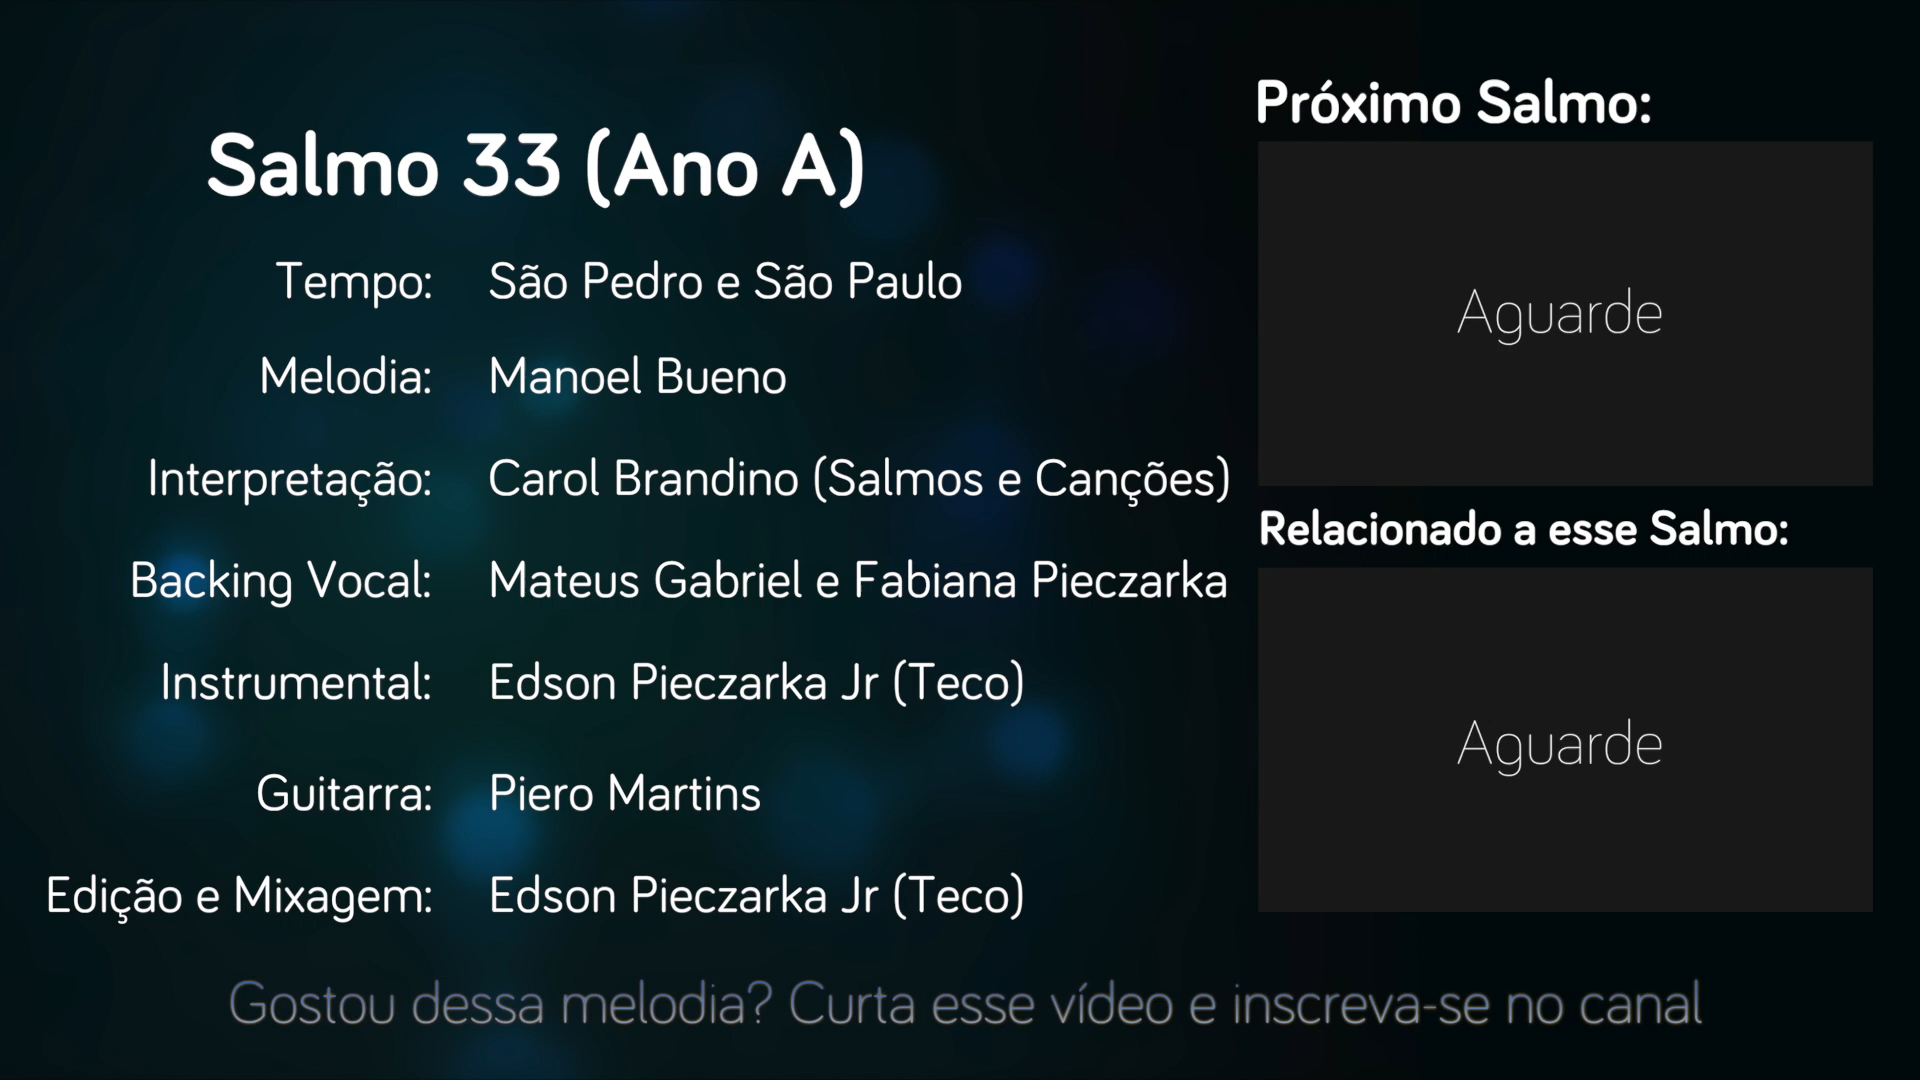 Salmo 33 (Ano A)
Tempo: São Pedro e São Paulo
Melodia: Manoel Bueno
Interpretação: Carol Brandino (Salmos e Canções)
Backing Vocal: Mateus Gabriel e Fabiana Pieczarka
Instrumental: Edson Pieczarka Jr (Teco)
Guitarra: Piero Martins
Edição e Mixagem: Edson Pieczarka Jr (Teco)
Próximo Salmo:
Aguarde
Relacionado a esse Salmo:
Aguarde
Gostou dessa melodia? Curta esse vídeo e inscreva-se no canal